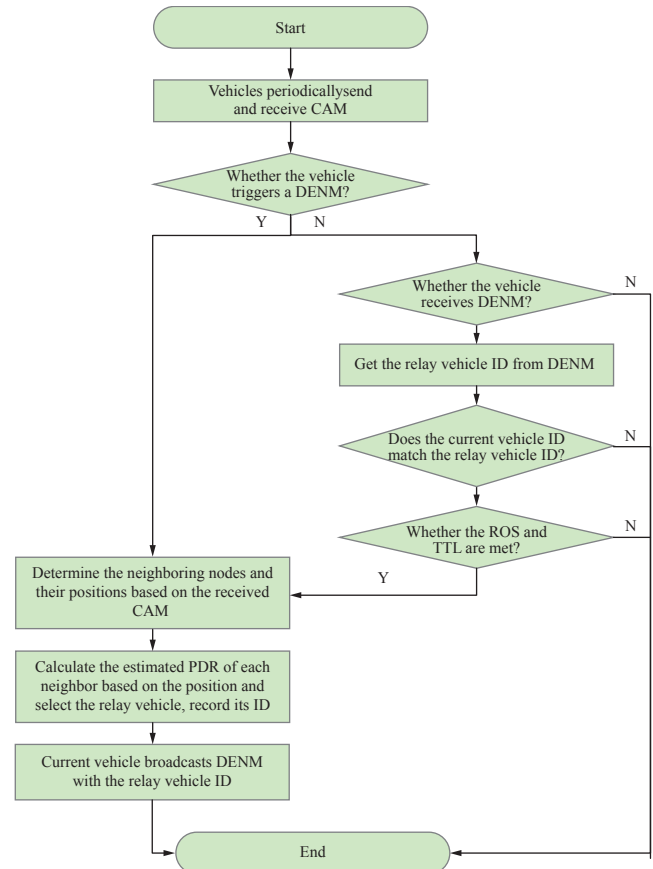 Start
Vehicles periodicallysend
and receive CAM
Whether the vehicle
triggers a DENM?
Y
N
Whether the vehicle
receives DENM?
N
Get the relay vehicle ID from DENM
Does the current vehicle ID
match the relay vehicle ID?
N
Whether the ROS and
TTL are met?
N
Y
Determine the neighboring nodes and
their positions based on the received
CAM
Calculate the estimated PDR of each
neighbor based on the position and
select the relay vehicle, record its ID
Current vehicle broadcasts DENM
with the relay vehicle ID
End